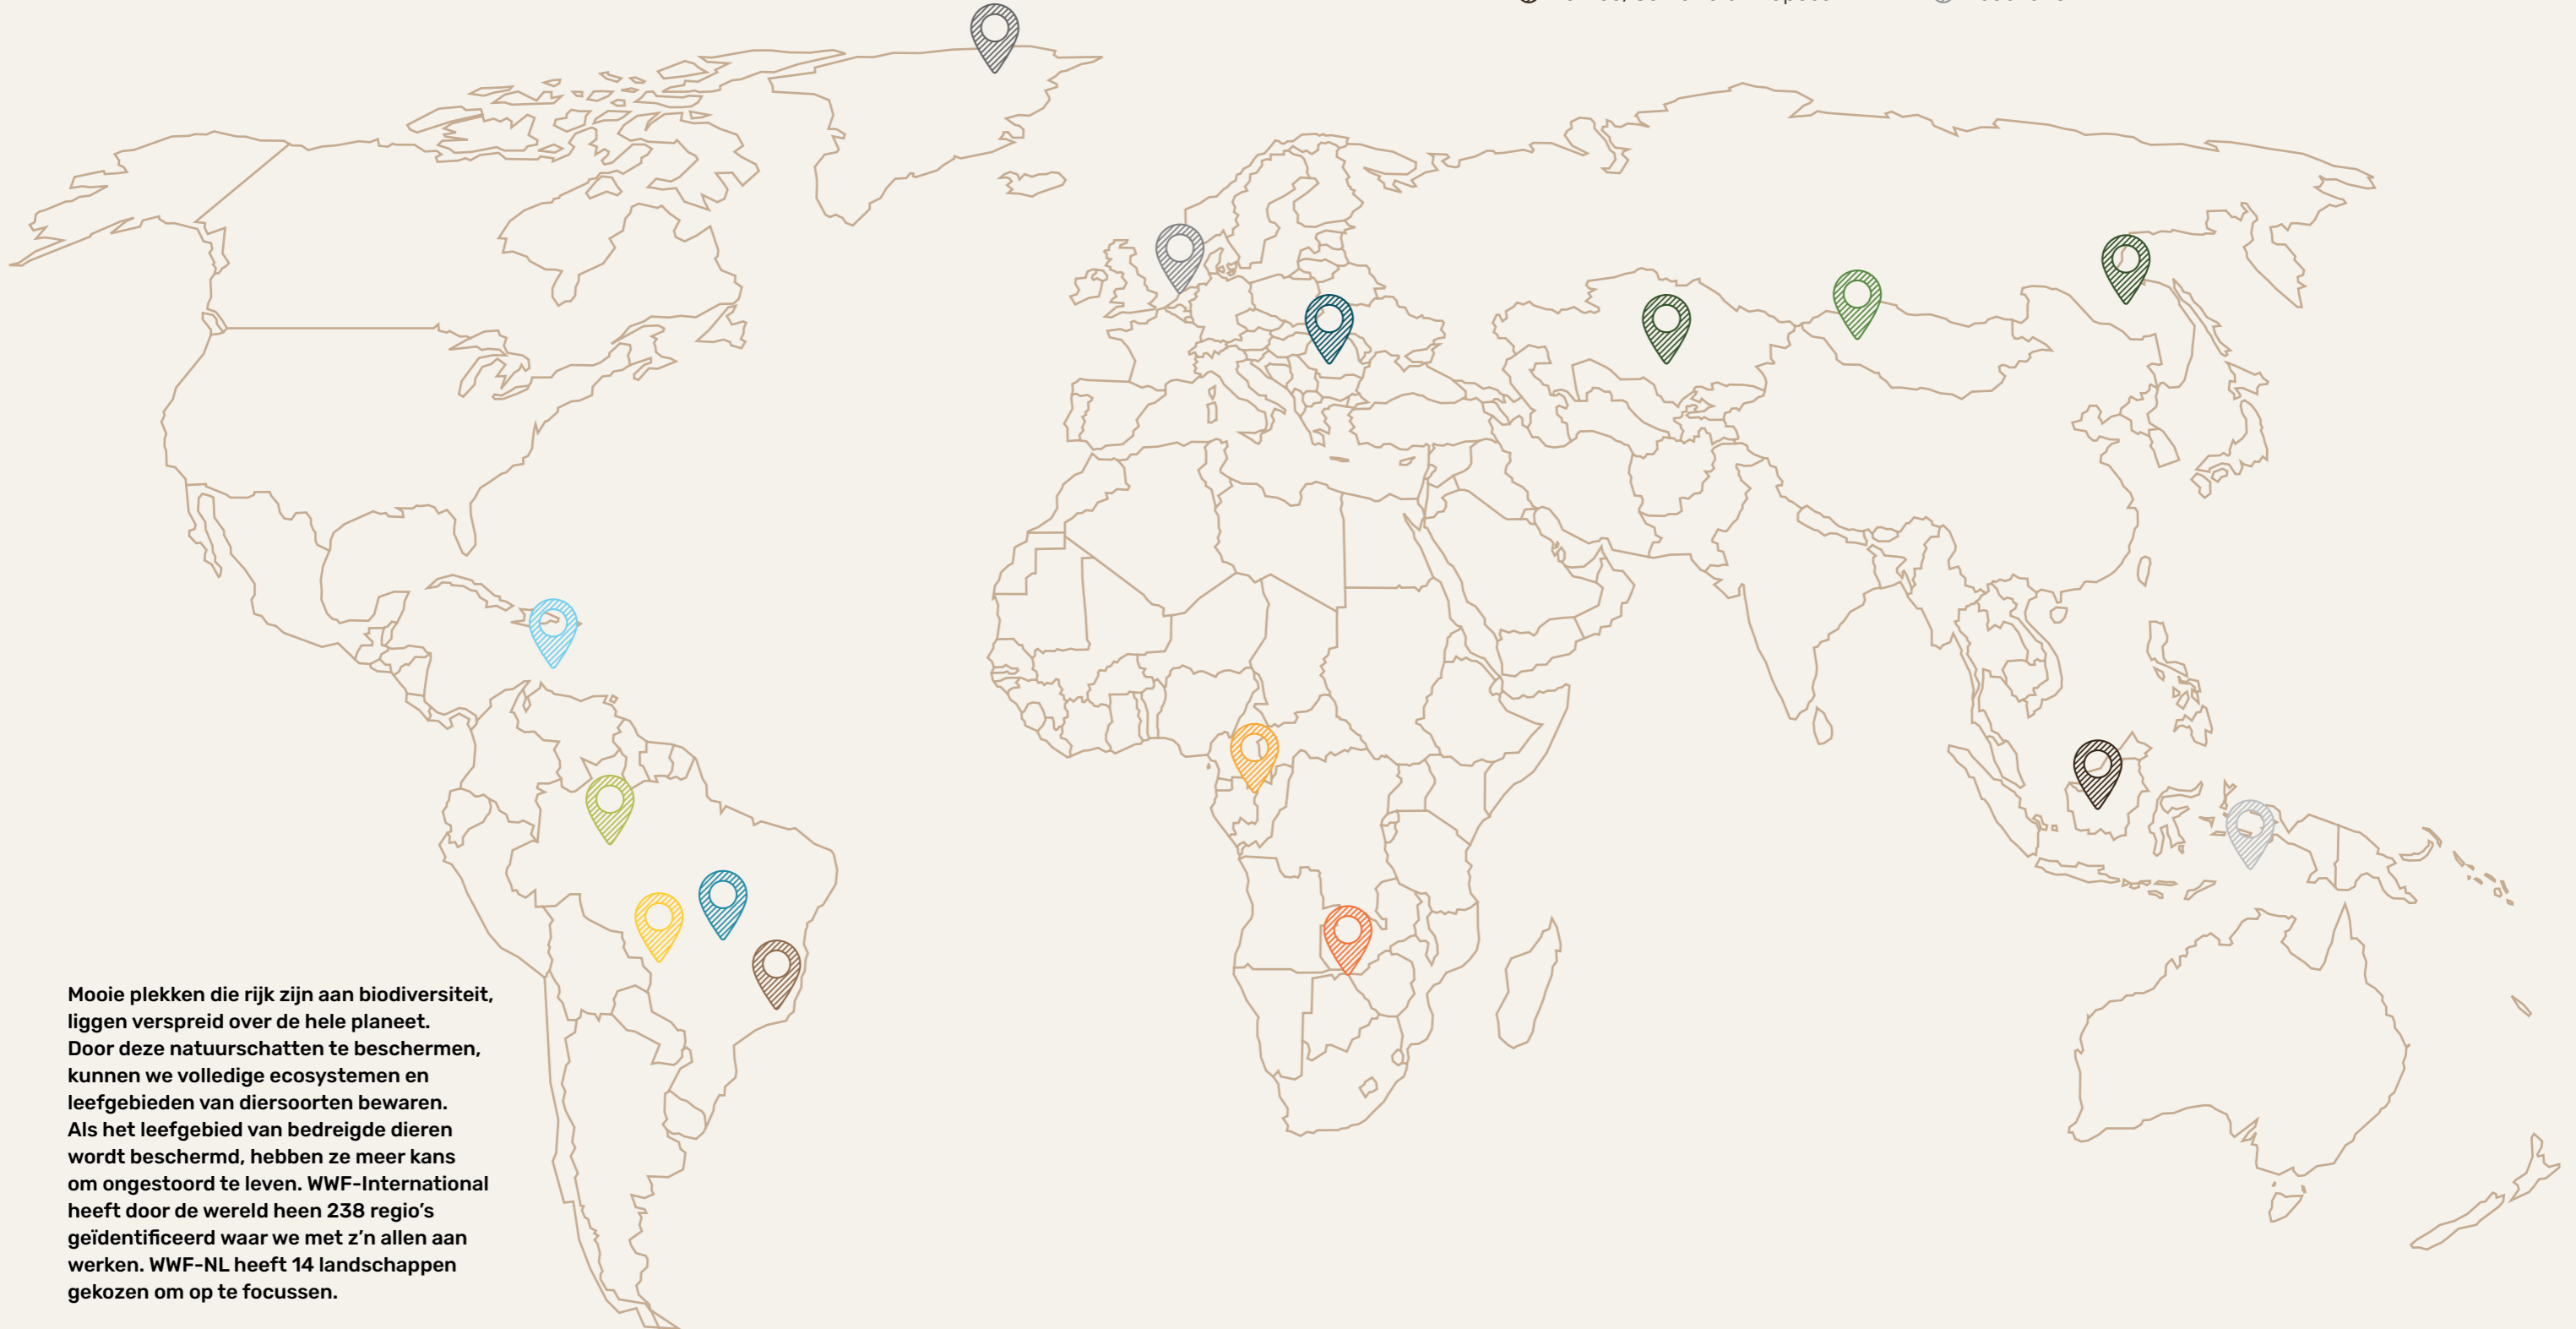 Mooie plekken die rijk zijn aan biodiversiteit,
liggen verspreid over de hele planeet.
Door deze natuurschatten te beschermen,
kunnen we volledige ecosystemen en
leefgebieden van diersoorten bewaren.
Als het leefgebied van bedreigde dieren
wordt beschermd, hebben ze meer kans
om ongestoord te leven. WWF-International
heeft door de wereld heen 238 regio's
geïdentificeerd waar we met z'n allen aan
werken. WWF-NL heeft 14 landschappen
gekozen om op te focussen.